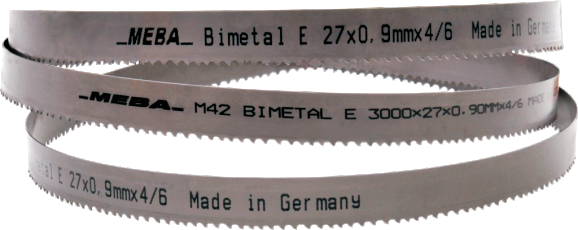 _MEBA_ Bimetal E 27x0,9mmx4/6 Made in Germany
_MEBA_ M42 BIMETAL E 3000x27x0.90MMx4/6 MADE
E 27x0,9mmx4/6 Made in Germany